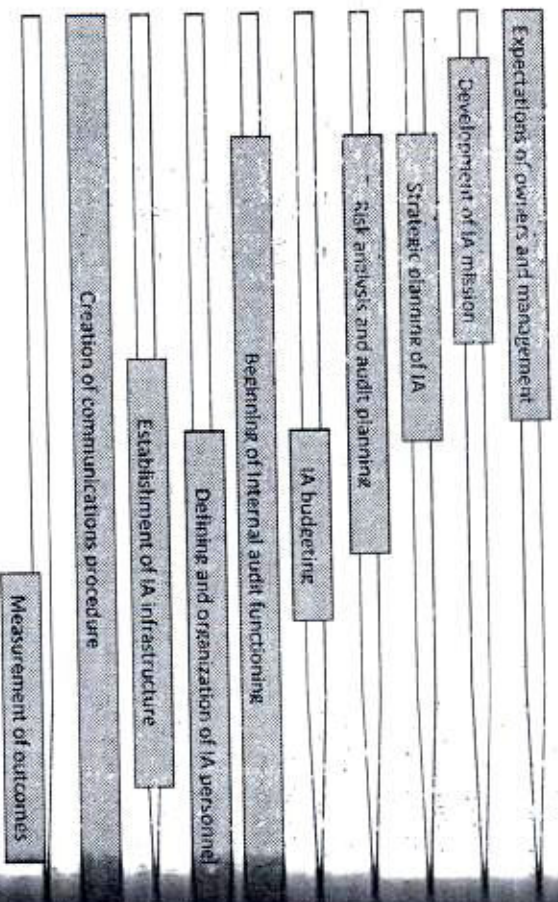 Expectations of owners and management
Development of IA mission
Strategic planning of IA
Risk analysis and audit planning
IA budgeting
Beginning of Internal audit functioning
Defining and organization of IA personnel
Establishment of IA infrastructure
Creation of communications procedure
Measurement of outcomes